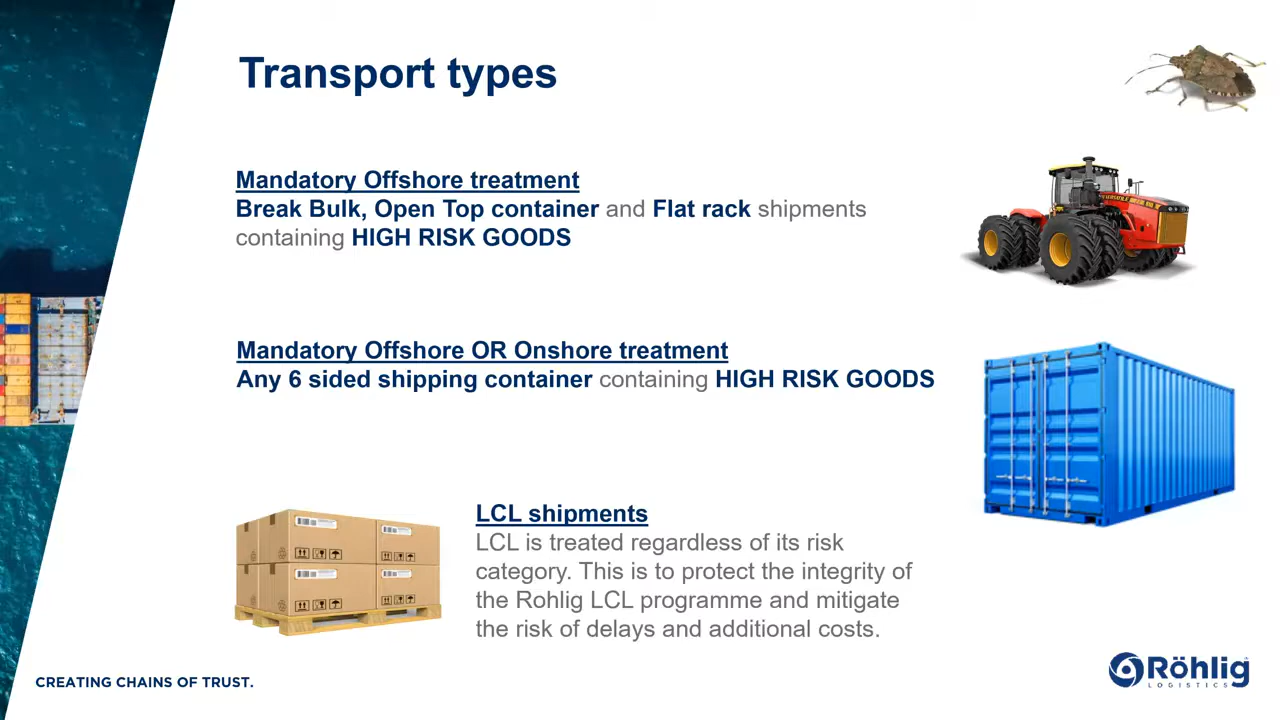 Transport types
Mandatory Offshore treatment
Break Bulk, Open Top container and Flat rack shipments
containing HIGH RISK GOODS
Mandatory Offshore OR Onshore treatment
Any 6 sided shipping container containing HIGH RISK GOODS
LCL shipments
LCL is treated regardless of its risk
category. This is to protect the integrity of
the Rohlig LCL programme and mitigate
the risk of delays and additional costs.
CREATING CHAINS OF TRUST.
Röhlig
LOGISTICS